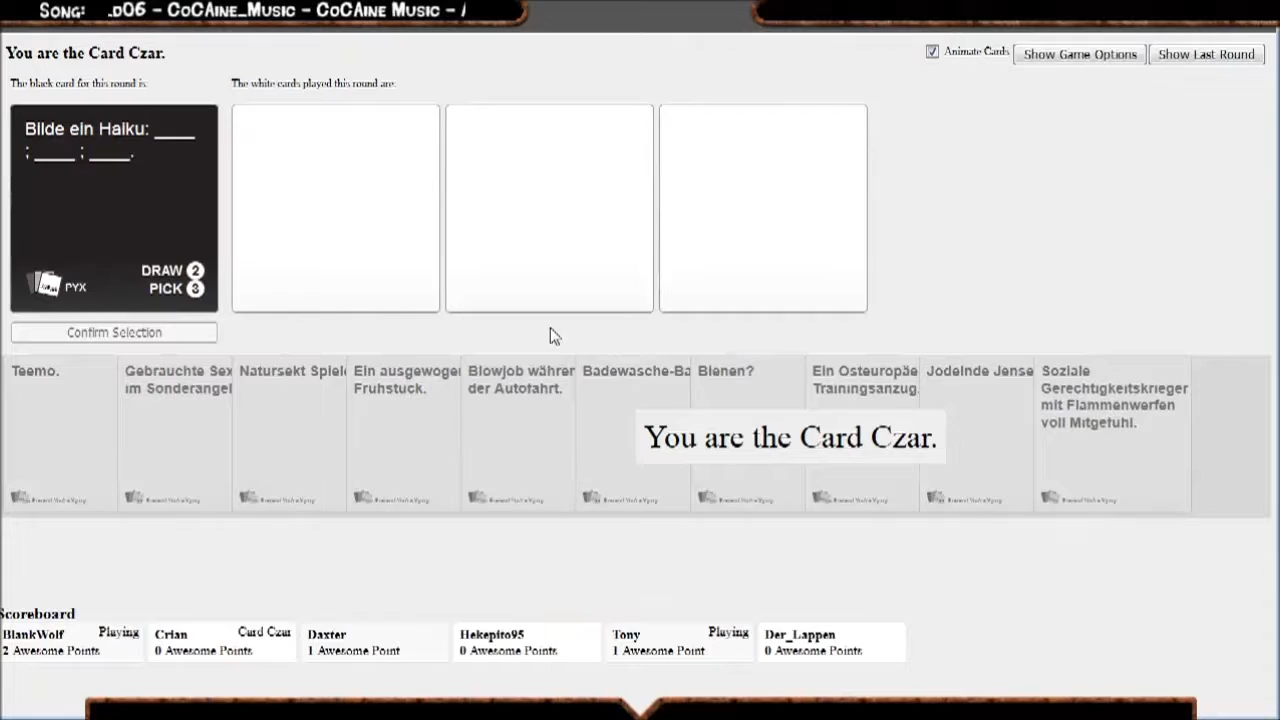 Song: .D06 - CoCAine_Music - CoCAine Music - /
You are the Card Czar.
Animate Cards
Show Game Options
Show Last Round
The black card for this round is:
The white cards played this round are:
Bilde ein Haiku: ____
; ____ ; ____.
DRAW 2
PICK 3
PYX
Confirm Selection
Teemo.
Gebrauchte Sex
im Sonderangel
Natursekt Spiele
Ein ausgewoger
Fruhstuck.
Blowjob währer
der Autofahrt.
Badewasche-Ba
Bienen?
Ein Osteuropäe
Trainingsanzug.
Jodelnde Jense
Soziale
Gerechtigkeitskrieger
mit Flammenwerfen
voll Mitgefuhl.
You are the Card Czar.
Scoreboard
BlankWolf Playing
2 Awesome Points
Crian Card Czar
0 Awesome Points
Daxter
1 Awesome Point
Hekepito95
0 Awesome Points
Tony Playing
1 Awesome Point
Der_Lappen
0 Awesome Points